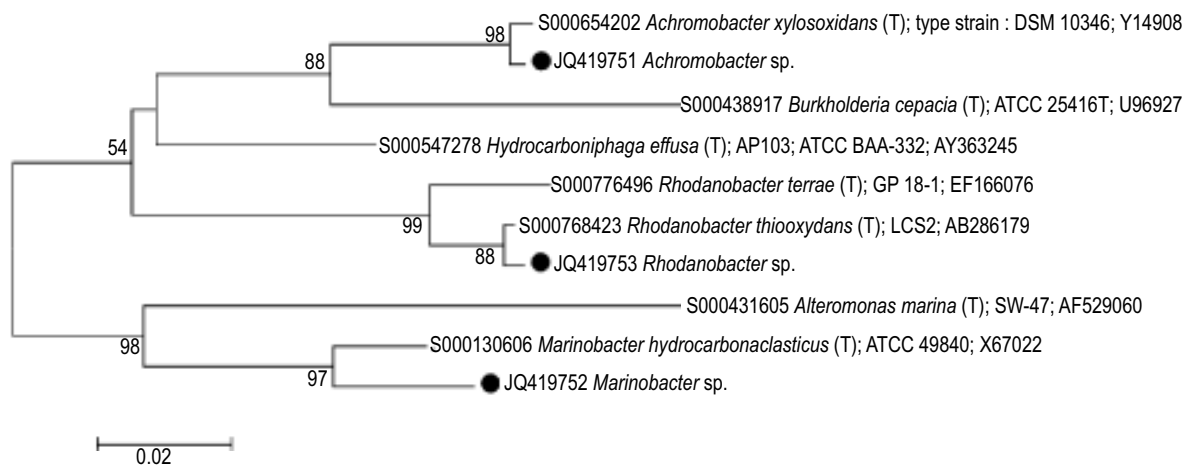 S000654202 Achromobacter xylosoxidans (T); type strain : DSM 10346; Y14908
98
JQ419751 Achromobacter sp.
88
S000438917 Burkholderia cepacia (T); ATCC 25416T; U96927
54
S000547278 Hydrocarboniphaga effusa (T); AP103; ATCC BAA-332; AY363245
S000776496 Rhodanobacter terrae (T); GP 18-1; EF166076
99
S000768423 Rhodanobacter thiooxydans (T); LCS2; AB286179
88
JQ419753 Rhodanobacter sp.
S000431605 Alteromonas marina (T); SW-47; AF529060
98
S000130606 Marinobacter hydrocarbonaclasticus (T); ATCC 49840; X67022
97
JQ419752 Marinobacter sp.
0.02